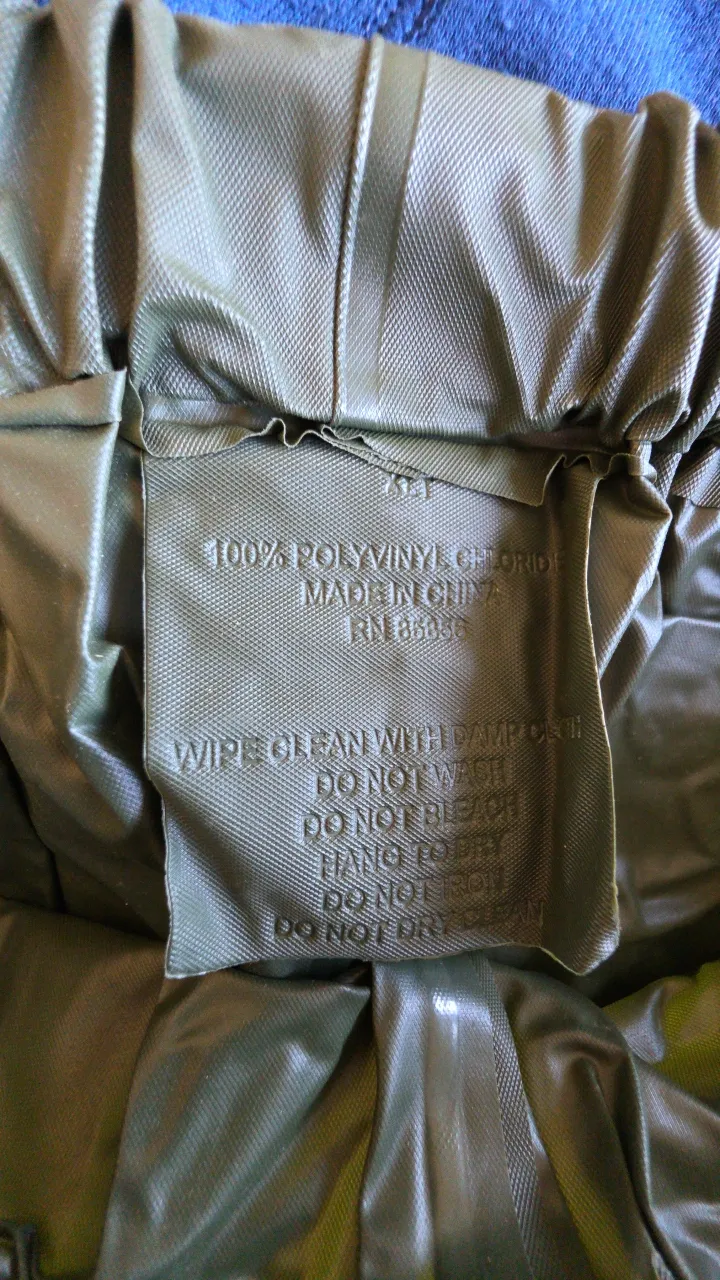 100% POLYVINYL CHLORIDE
MADE IN CHINA
RN
WIPE CLEAN WITH DAMP CLOTH
DO NOT WASH
DO NOT BLEACH
HANG TO DRY
DO NOT IRON
DO NOT DRY CLEAN